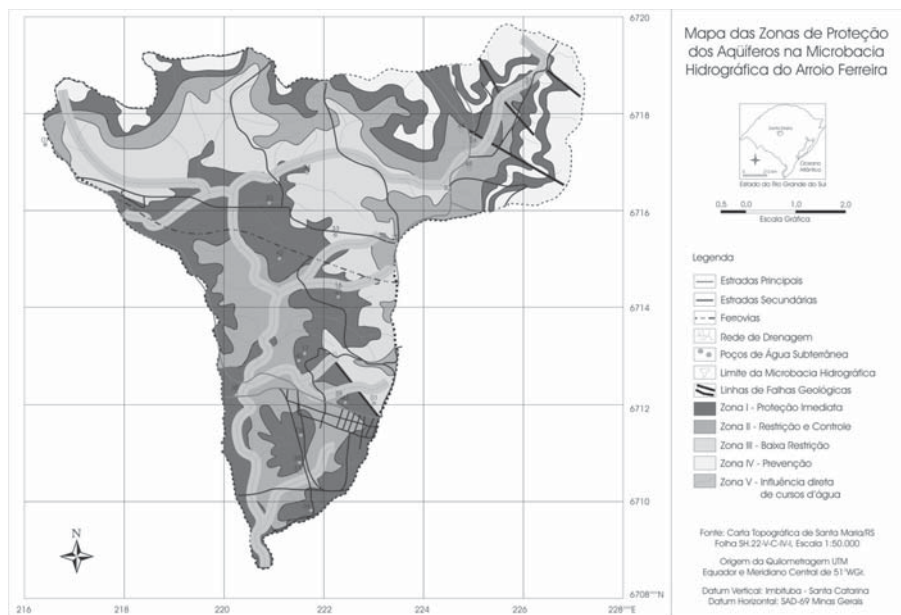 Mapa das Zonas de Proteção
dos Aqüíferos na Microbacia
Hidrográfica do Arroio Ferreira
Oceano
Atlântico
Estado do Rio Grande do Sul
0,5 0,0 1,0 2,0
Escala Gráfica
Legenda
Estradas Principais
Estradas Secundárias
Ferrovias
Rede de Drenagem
Poços de Água Subterrânea
Limite da Microbacia Hidrográfica
Linhas de Falhas Geológicas
Zona I - Proteção Imediata
Zona II - Restrição e Controle
Zona III - Baixa Restrição
Zona IV - Prevenção
Zona V - Influência direta
de cursos d'água
Fonte: Carta Topográfica de Santa Maria/RS
Folha SH.22-V-C-IV-I, Escala 1:50.000
Origem da Quilometragem UTM
Equador e Meridiano Central de 51°WGr.
Datum Vertical: Imbituba - Santa Catarina
Datum Horizontal: SAD-69 Minas Gerais
6720
6718
6716
6714
6712
6710
6708
N
216 218 220 222 224 226 228